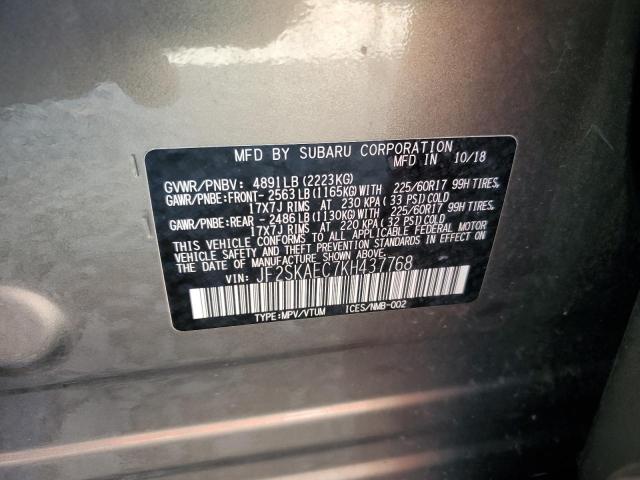 MFD BY SUBARU CORPORATION
MFD IN 10/18
GVWR/PNBV: 4891LB(2223KG)
GAWR/PNBE:FRONT-2563LB(1165KG)WITH 225/60R17 99H TIRES,
17X7J RIMS AT 230 KPA(33 PSI)COLD
GAWR/PNBE:REAR-2486LB(1130KG)WITH 225/60R17 99H TIRES,
17X7J RIMS AT 220 KPA(32 PSI)COLD
THIS VEHICLE CONFORMS TO ALL APPLICABLE FEDERAL MOTOR
VEHICLE SAFETY AND THEFT PREVENTION STANDARDS IN EFFECT
ON THE DATE OF MANUFACTURE SHOWN ABOVE.
VIN: JF2SKAEC7KH437768
TYPE:MPV/VTUM ICES/NMB-002